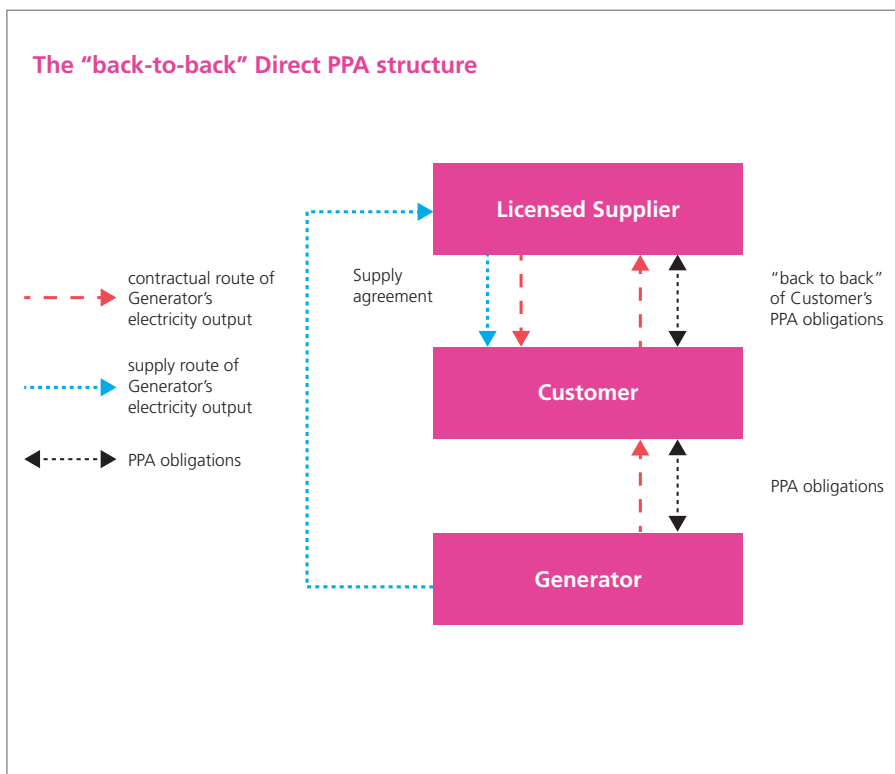 The “back-to-back” Direct PPA structure
contractual route of
Generator’s
electricity output
supply route of
Generator’s
electricity output
PPA obligations
Licensed Supplier
Supply
agreement
“back to back”
of Customer’s
PPA obligations
Customer
PPA obligations
Generator